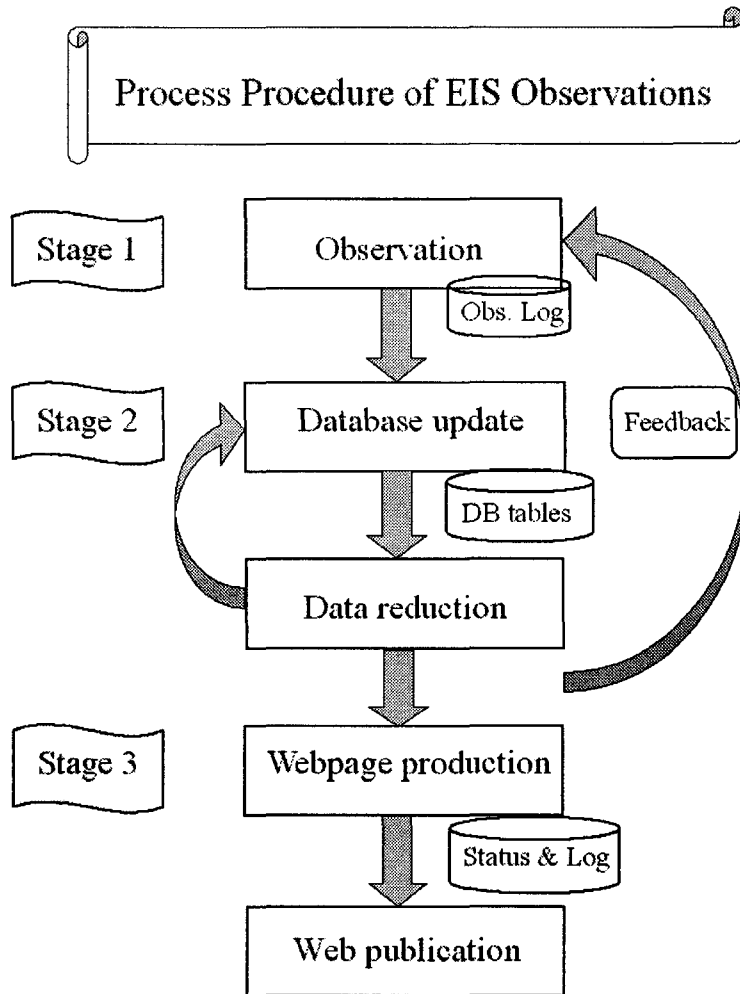 Process Procedure of EIS Observations
Stage 1
Observation
Obs. Log
Stage 2
Database update
Feedback
DB tables
Data reduction
Stage 3
Webpage production
Status & Log
Web publication